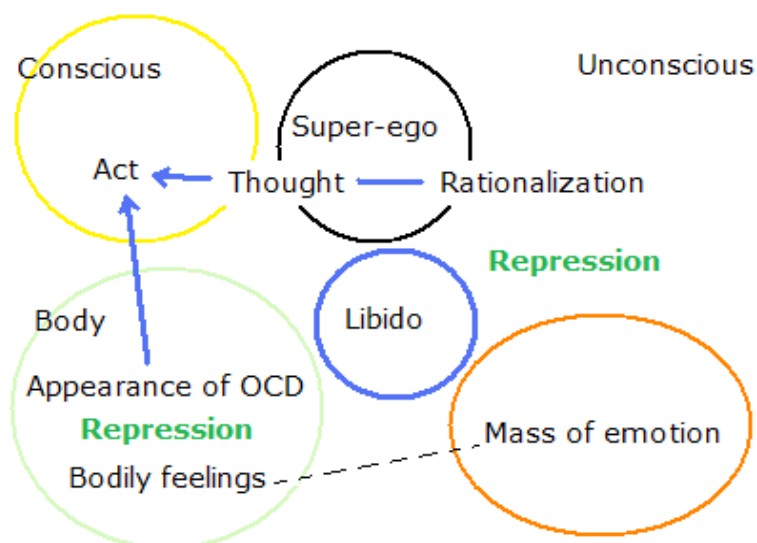 Conscious
Unconscious
Super-ego
Act
Thought
Rationalization
Repression
Body
Libido
Appearance of OCD
Repression
Mass of emotion
Bodily feelings